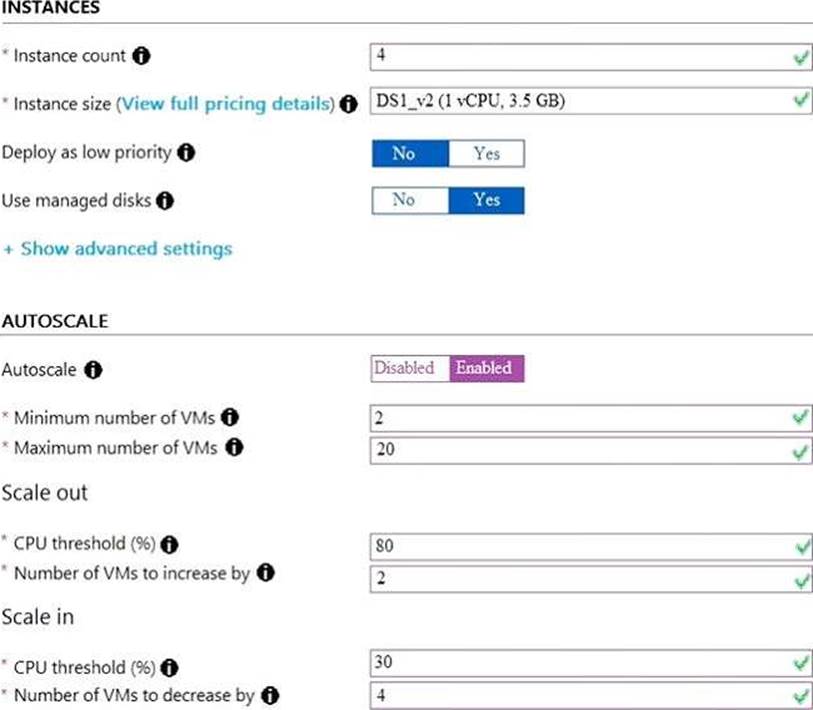 INSTANCES
* Instance count 4
* Instance size (View full pricing details) DS1_v2 (1 vCPU, 3.5 GB)
Deploy as low priority No Yes
Use managed disks No Yes
+ Show advanced settings
AUTOSCALE
Autoscale Disabled Enabled
* Minimum number of VMs 2
* Maximum number of VMs 20
Scale out
* CPU threshold (%) 80
* Number of VMs to increase by 2
Scale in
* CPU threshold (%) 30
* Number of VMs to decrease by 4